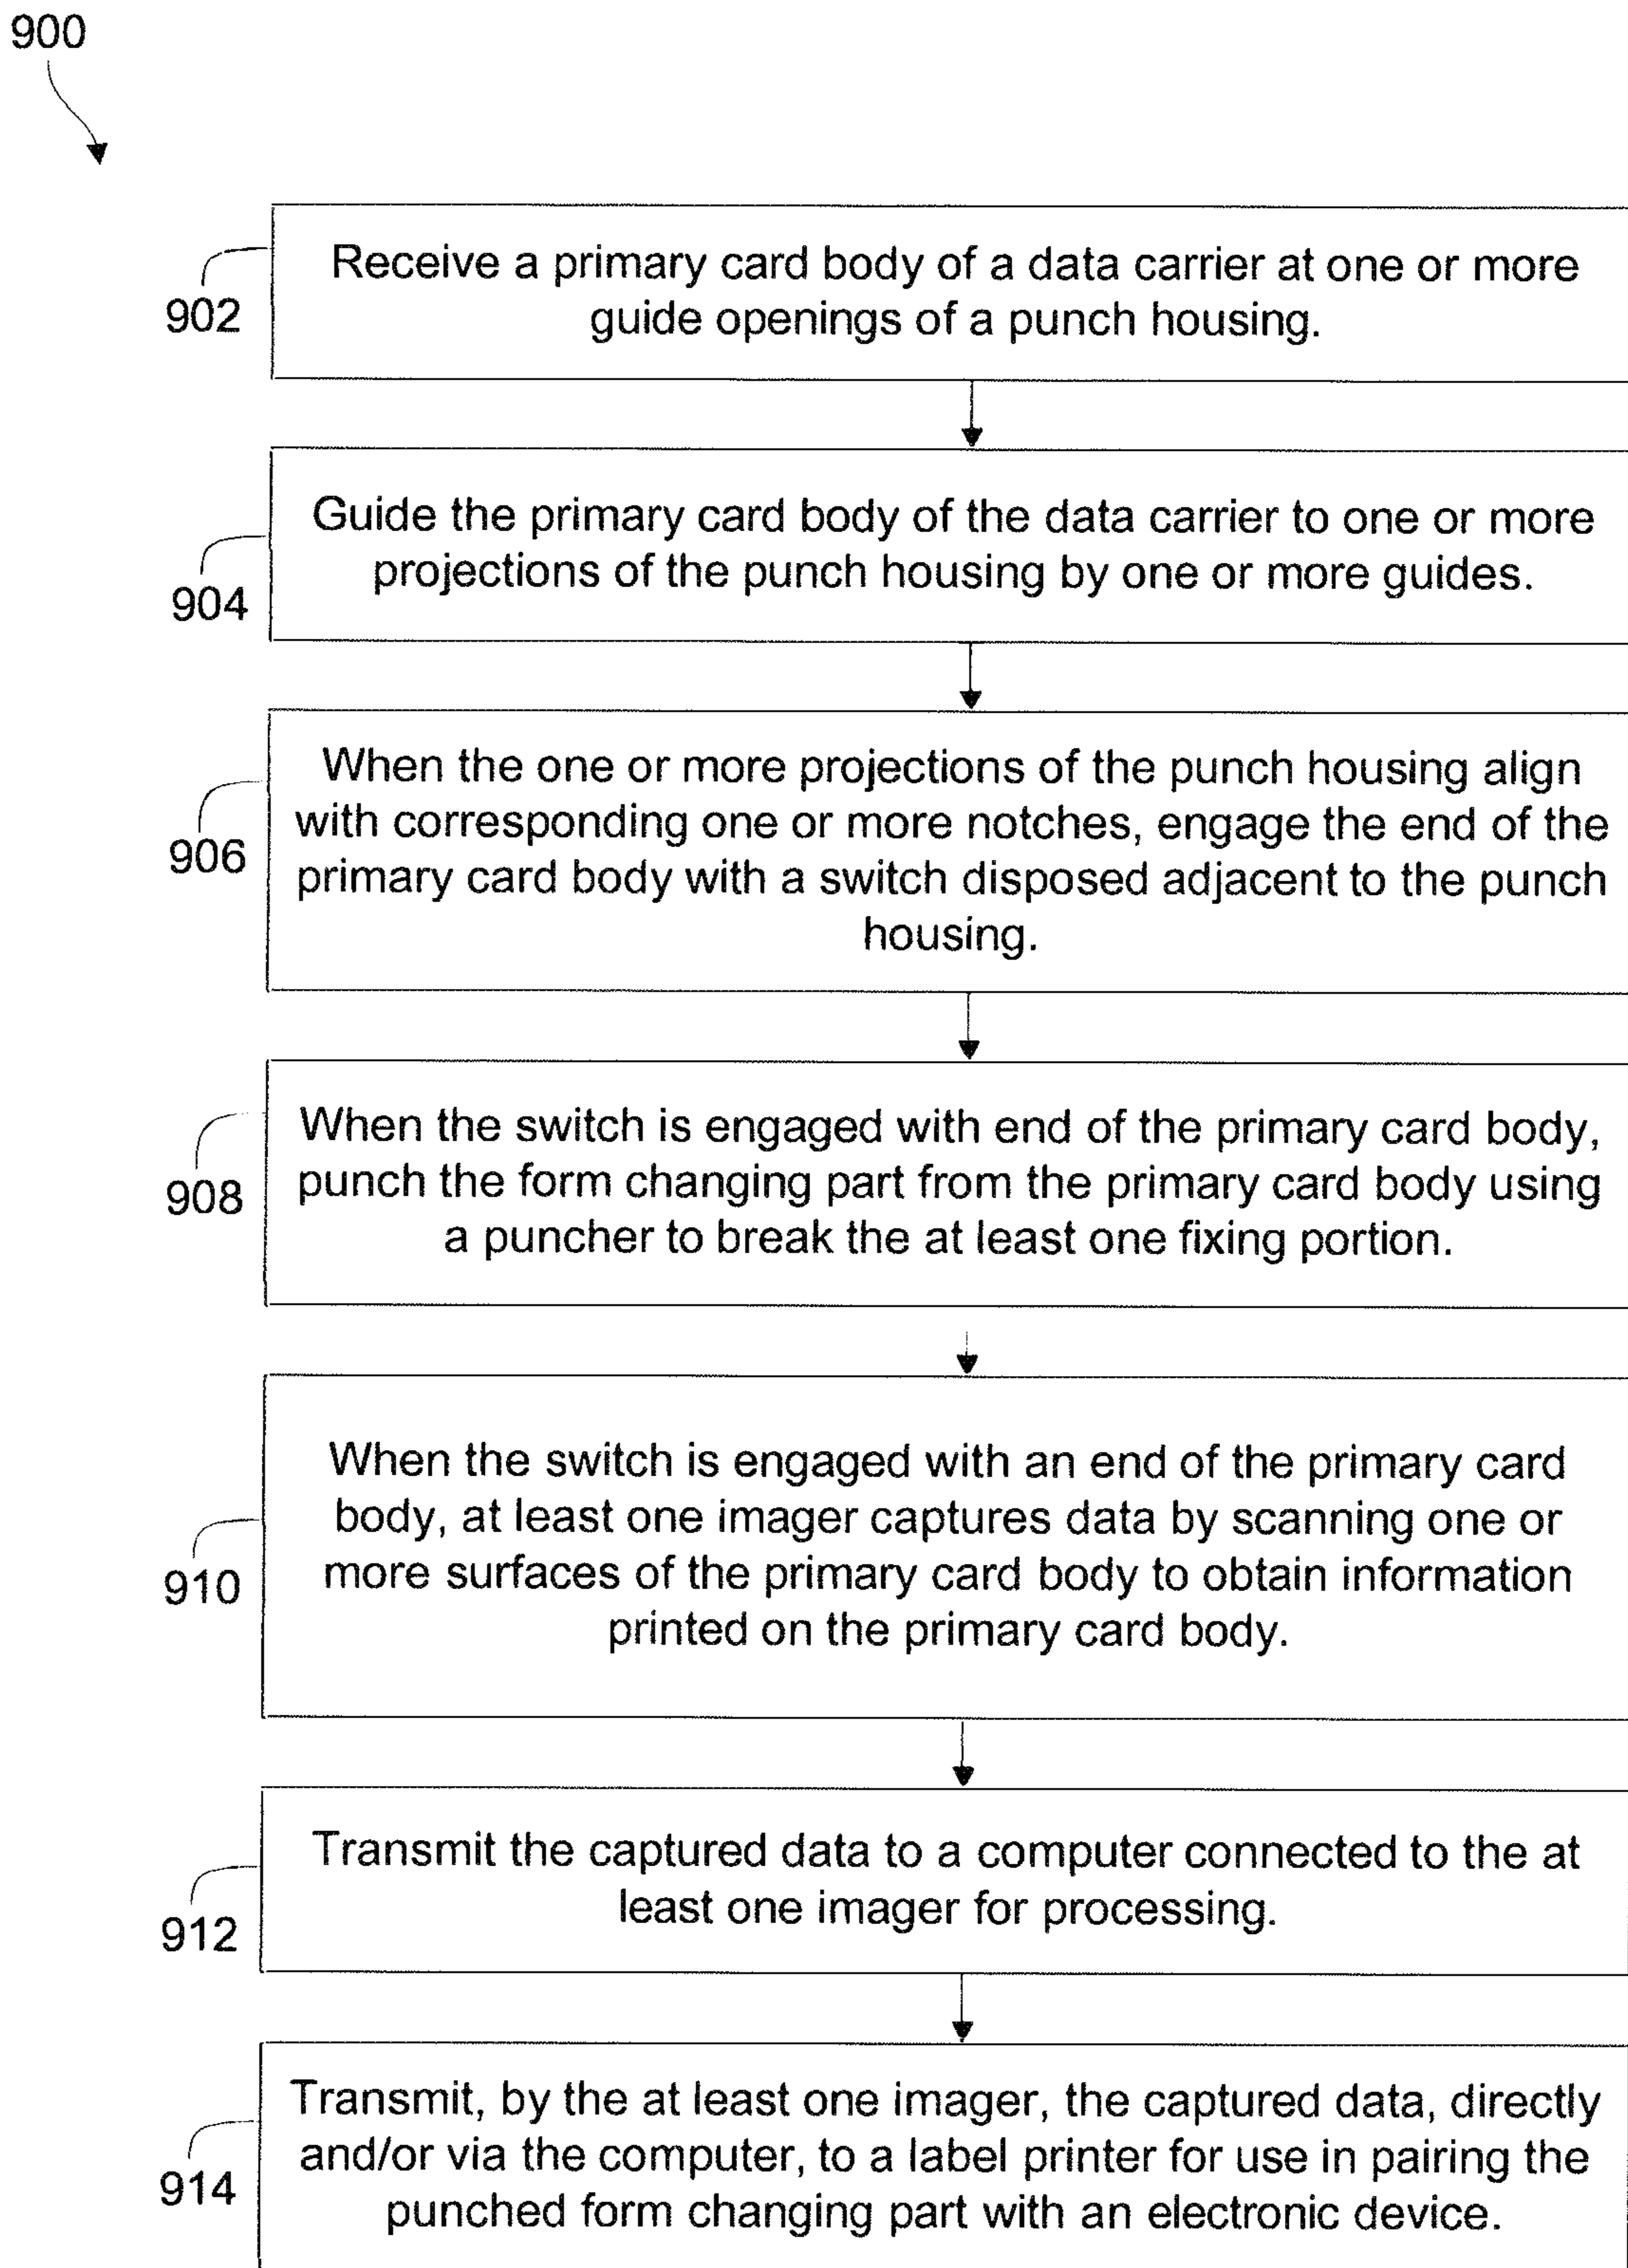 900
Receive a primary card body of a data carrier at one or more
guide openings of a punch housing.
902
Guide the primary card body of the data carrier to one or more
projections of the punch housing by one or more guides.
904
When the one or more projections of the punch housing align
with corresponding one or more notches, engage the end of the
primary card body with a switch disposed adjacent to the punch
housing.
906
When the switch is engaged with end of the primary card body,
punch the form changing part from the primary card body using
a puncher to break the at least one fixing portion.
908
When the switch is engaged with an end of the primary card
body, at least one imager captures data by scanning one or
more surfaces of the primary card body to obtain information
printed on the primary card body.
910
Transmit the captured data to a computer connected to the at
least one imager for processing.
912
Transmit, by the at least one imager, the captured data, directly
and/or via the computer, to a label printer for use in pairing the
punched form changing part with an electronic device.
914